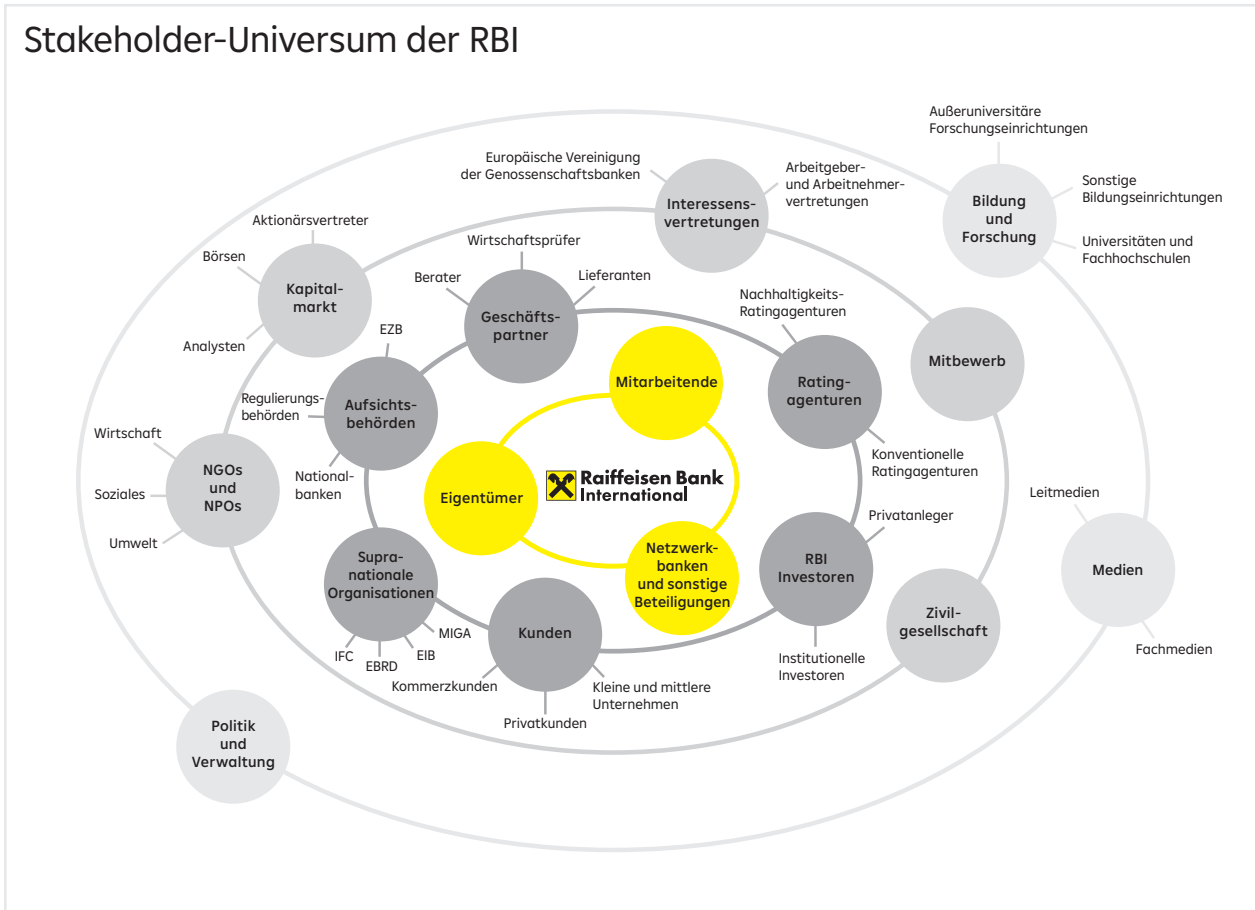 Stakeholder-Universum der RBI
Außeruniversitäre
Forschungseinrichtungen
Sonstige
Bildungseinrichtungen
Universitäten und
Fachhochschulen
Bildung
und
Forschung
Europäische Vereinigung
der Genossenschaftsbanken
Arbeitgeber-
und Arbeitnehmer-
vertretungen
Interessens-
vertretungen
Aktionärsvertreter
Börsen
Analysten
Kapital-
markt
Wirtschaftsprüfer
Berater
Lieferanten
Geschäfts-
partner
Nachhaltigkeits-
Ratingagenturen
Rating-
agenturen
Konventionelle
Ratingagenturen
Mitbewerb
EZB
Regulierungs-
behörden
National-
banken
Aufsichts-
behörden
Mitarbeitende
Eigentümer
Raiffeisen Bank
International
Netzwerk-
banken
und sonstige
Beteiligungen
Wirtschaft
Soziales
Umwelt
NGOs
und
NPOs
Supra-
nationale
Organisationen
IFC
EBRD
EIB
MIGA
Kunden
Kommerzkunden
Privatkunden
Kleine und mittlere
Unternehmen
Privatanleger
RBI
Investoren
Institutionelle
Investoren
Zivil-
gesellschaft
Leitmedien
Medien
Fachmedien
Politik
und
Verwaltung